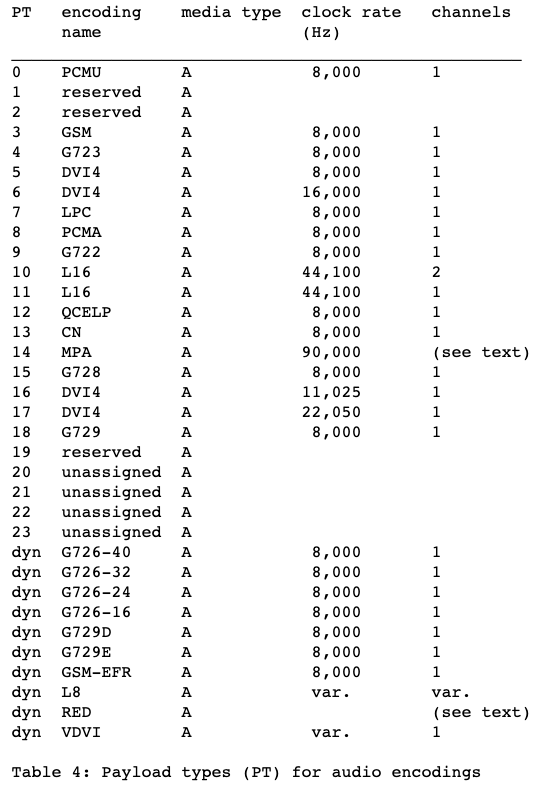 PT   encoding    media type  clock rate   channels
     name                    (Hz)
0    PCMU        A            8,000       1
1    reserved    A
2    reserved    A
3    GSM         A            8,000       1
4    G723        A            8,000       1
5    DVI4        A            8,000       1
6    DVI4        A           16,000       1
7    LPC         A            8,000       1
8    PCMA        A            8,000       1
9    G722        A            8,000       1
10   L16         A           44,100       2
11   L16         A           44,100       1
12   QCELP       A            8,000       1
13   CN          A            8,000       1
14   MPA         A           90,000       (see text)
15   G728        A            8,000       1
16   DVI4        A           11,025       1
17   DVI4        A           22,050       1
18   G729        A            8,000       1
19   reserved    A
20   unassigned  A
21   unassigned  A
22   unassigned  A
23   unassigned  A
dyn  G726-40     A            8,000       1
dyn  G726-32     A            8,000       1
dyn  G726-24     A            8,000       1
dyn  G726-16     A            8,000       1
dyn  G729D       A            8,000       1
dyn  G729E       A            8,000       1
dyn  GSM-EFR     A            8,000       1
dyn  L8          A            var.        var.
dyn  RED         A                        (see text)
dyn  VDVI        A            var.        1
Table 4: Payload types (PT) for audio encodings